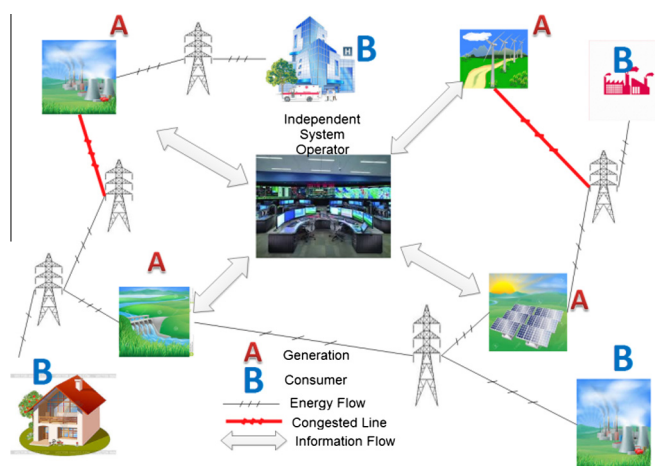 A
A
B
B
H
Independent
System
Operator
A
A
B
B
A Generation
B Consumer
Energy Flow
Congested Line
Information Flow